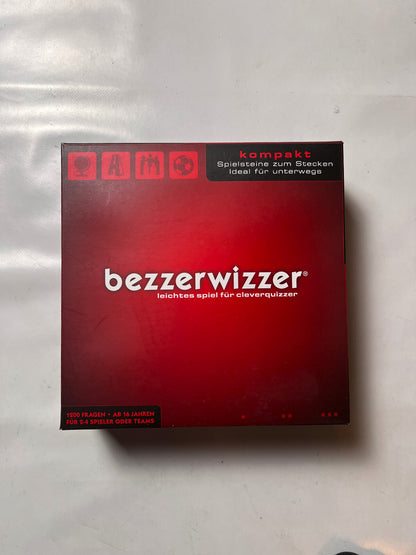 kompakt
Spielsteine zum Stecken
Ideal für unterwegs
bezzerwizzer®
leichtes spiel für cleverquizzer
1200 FRAGEN • AB 16 JAHREN
FÜR 2-4 SPIELER ODER TEAMS